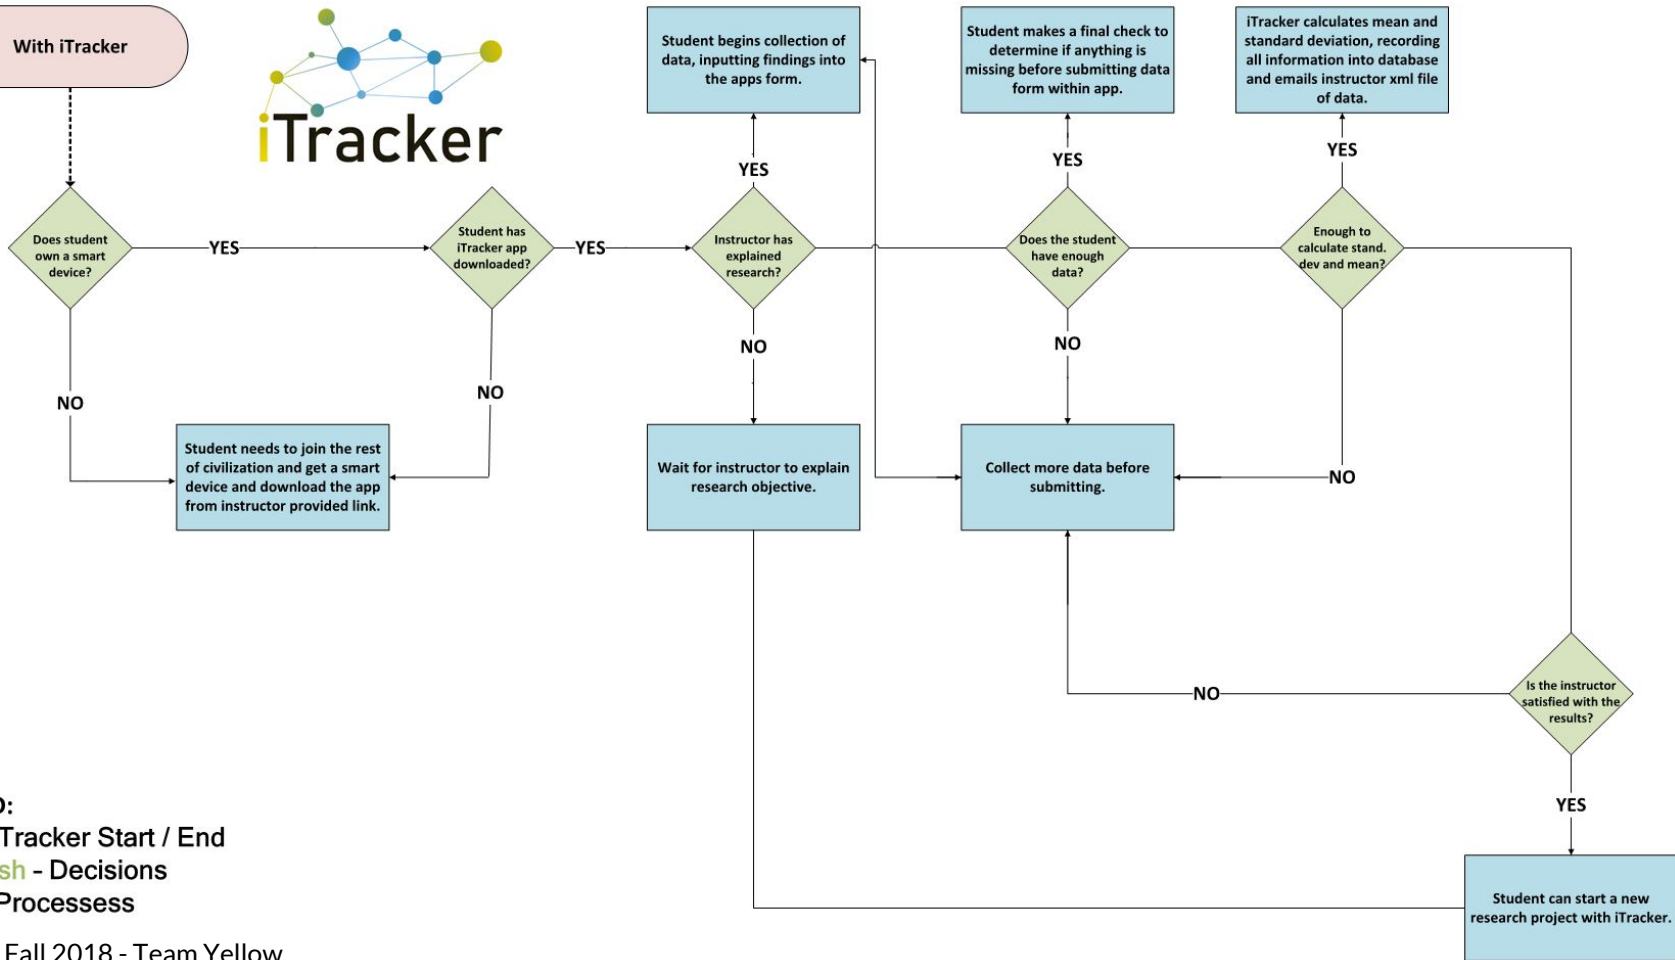 With iTracker
iTracker
Student begins collection of
data, inputting findings into
the apps form.
Student makes a final check to
determine if anything is
missing before submitting data
form within app.
iTracker calculates mean and
standard deviation, recording
all information into database
and emails instructor xml file
of data.
YES
YES
YES
Does student
own a smart
device?
YES
Student has
iTracker app
downloaded?
YES
Instructor has
explained
research?
Does the student
have enough
data?
Enough to
calculate stand.
dev and mean?
NO
NO
NO
NO
Student needs to join the rest
of civilization and get a smart
device and download the app
from instructor provided link.
Wait for instructor to explain
research objective.
Collect more data before
submitting.
NO
Is the instructor
satisfied with the
results?
NO
YES
Student can start a new
research project with iTracker.
:
Tracker Start / End
sh - Decisions
Processess
Fall 2018 - Team Yellow